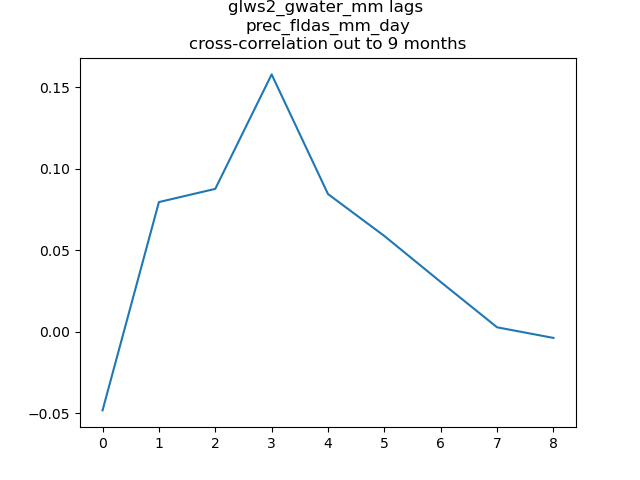 glws2_gwater_mm lags
prec_fldas_mm_day
cross-correlation out to 9 months
0.15
0.10
0.05
0.00
−0.05
0 1 2 3 4 5 6 7 8